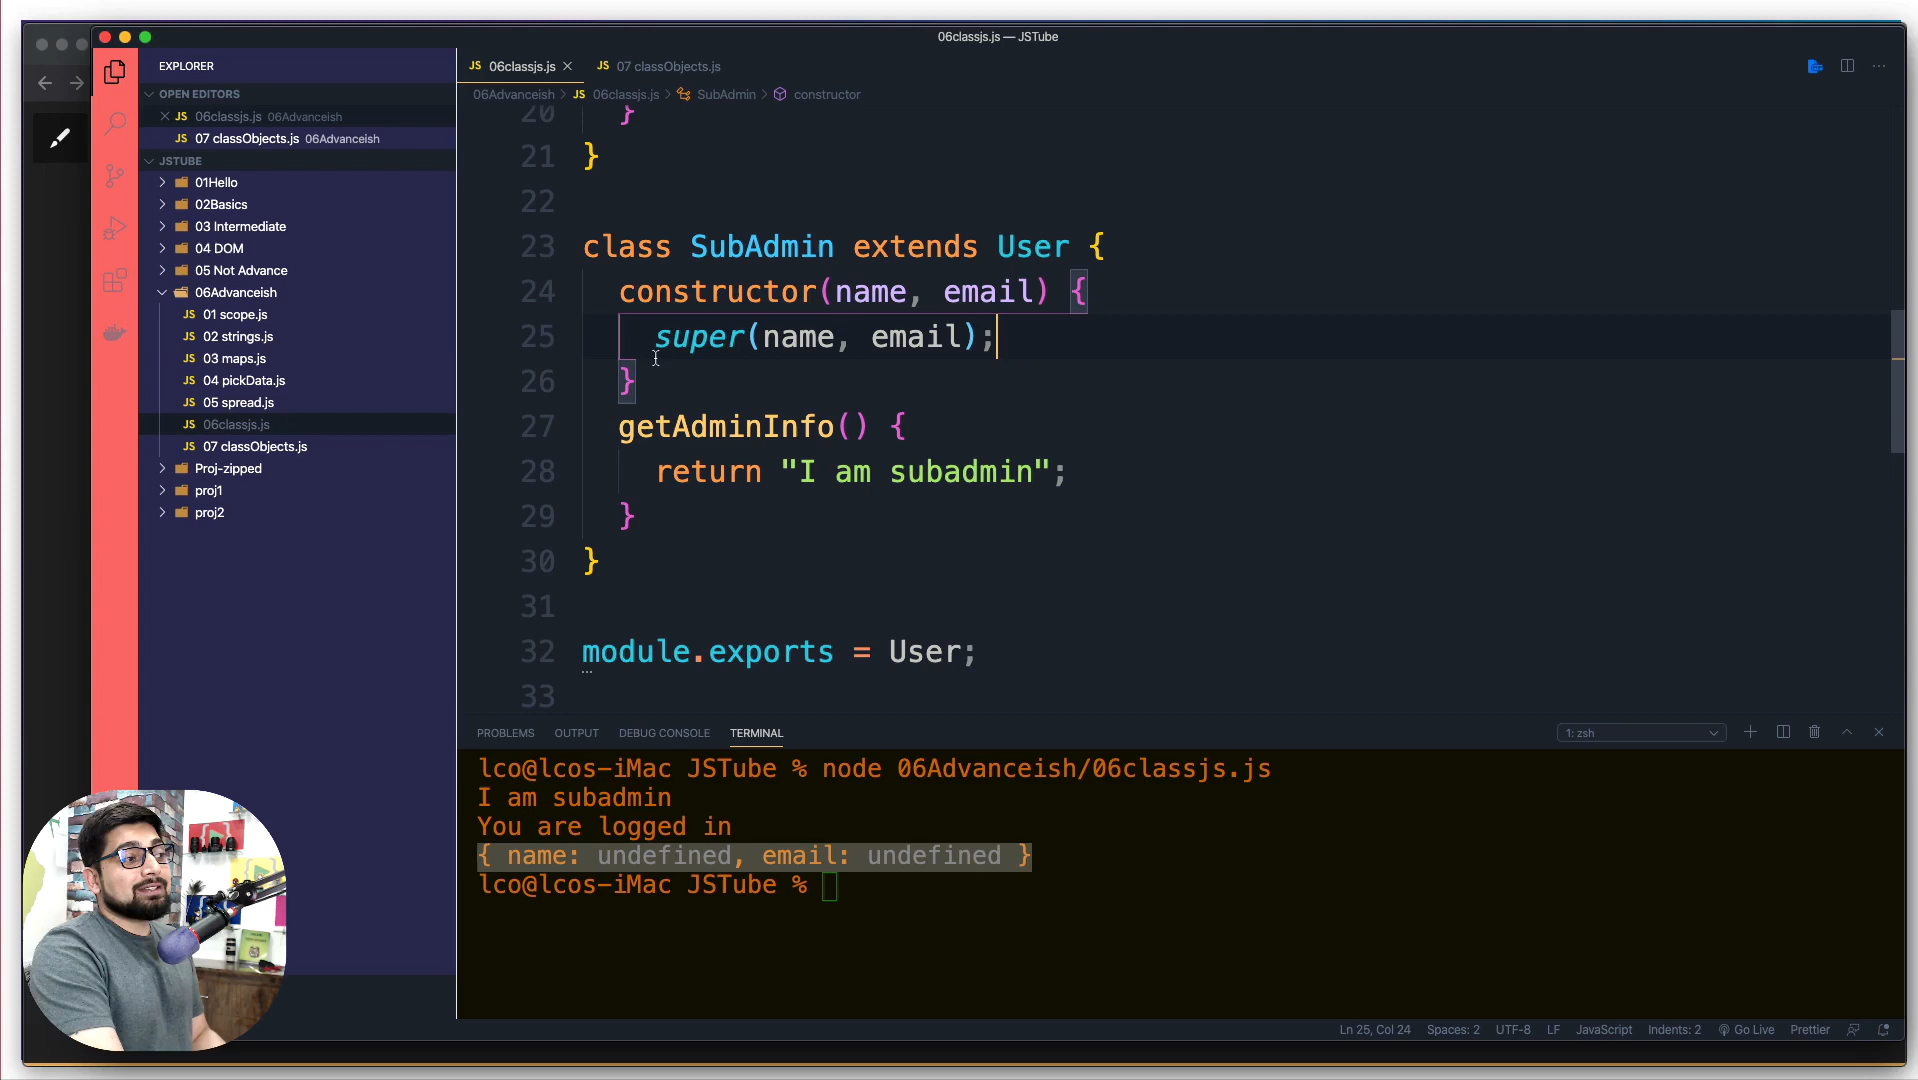 06classjs.js — JSTube
EXPLORER
OPEN EDITORS
06classjs.js 06Advanceish
JS 07 classObjects.js 06Advanceish
JSTUBE
01Hello
02Basics
03 Intermediate
04 DOM
05 Not Advance
06Advanceish
JS 01 scope.js
JS 02 strings.js
JS 03 maps.js
JS 04 pickData.js
JS 05 spread.js
JS 06classjs.js
JS 07 classObjects.js
Proj-zipped
proj1
proj2
JS 06classjs.js
JS 07 classObjects.js
06Advanceish > JS 06classjs.js > SubAdmin > constructor
20 }
21 }
22
23 class SubAdmin extends User {
24 constructor(name, email) {
25 super(name, email);
26 }
27 getAdminInfo() {
28 return "I am subadmin";
29 }
30 }
31
32 module.exports = User;
33
PROBLEMS OUTPUT DEBUG CONSOLE TERMINAL
1: zsh
lco@lcos-iMac JSTube % node 06Advanceish/06classjs.js
I am subadmin
You are logged in
{ name: undefined, email: undefined }
lco@lcos-iMac JSTube %
Ln 25, Col 24 Spaces: 2 UTF-8 LF JavaScript Indents: 2 Go Live Prettier